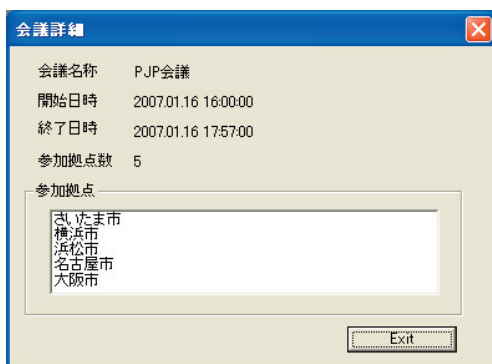 会議詳細
会議名称 PJP会議
開始日時 2007.01.16 16:00:00
終了日時 2007.01.16 17:57:00
参加拠点数 5
参加拠点
さいたま市
横浜市
浜松市
名古屋市
大阪市
Exit